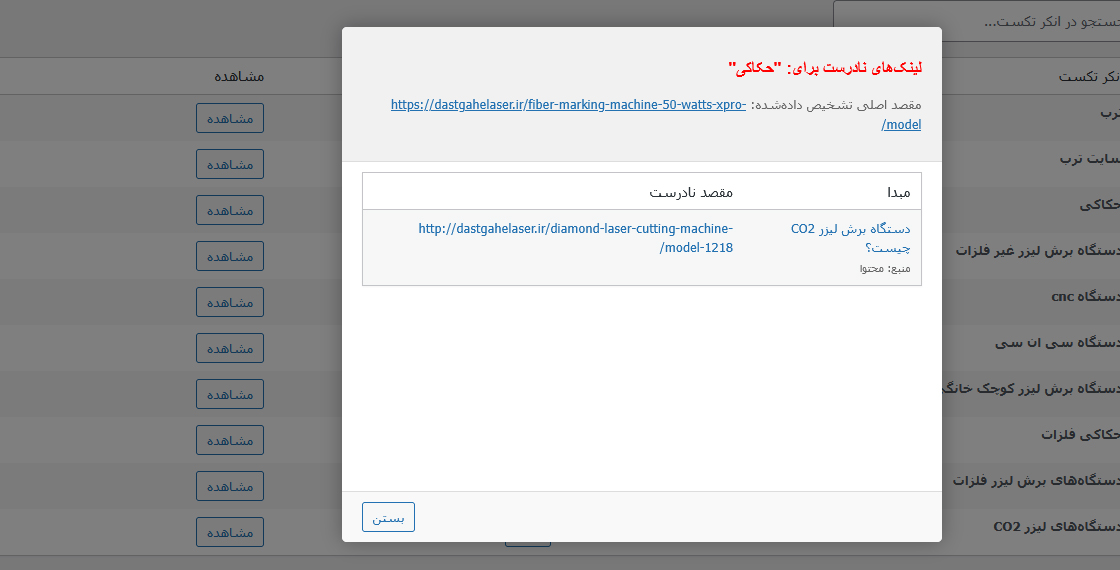 جستجو در انکر تکست...
انکر تکست
مشاهده
ترب
مشاهده
سایت ترب
مشاهده
حکاکی
مشاهده
دستگاه برش لیزر غیر فلزات
مشاهده
دستگاه cnc
مشاهده
دستگاه سی ان سی
مشاهده
دستگاه برش لیزر کوچک خانگی
مشاهده
حکاکی فلزات
مشاهده
دستگاه‌های برش لیزر فلزات
مشاهده
دستگاه‌های لیزر CO2
مشاهده
لینک‌های نادرست برای: "حکاکی"
مقصد اصلی تشخیص داده‌شده: https://dastgahelaser.ir/fiber-marking-machine-50-watts-xpro-
model/
مبدا
مقصد نادرست
دستگاه برش لیزر CO2
چیست؟
منبع: محتوا
http://dastgahelaser.ir/diamond-laser-cutting-machine-
model-1218/
بستن